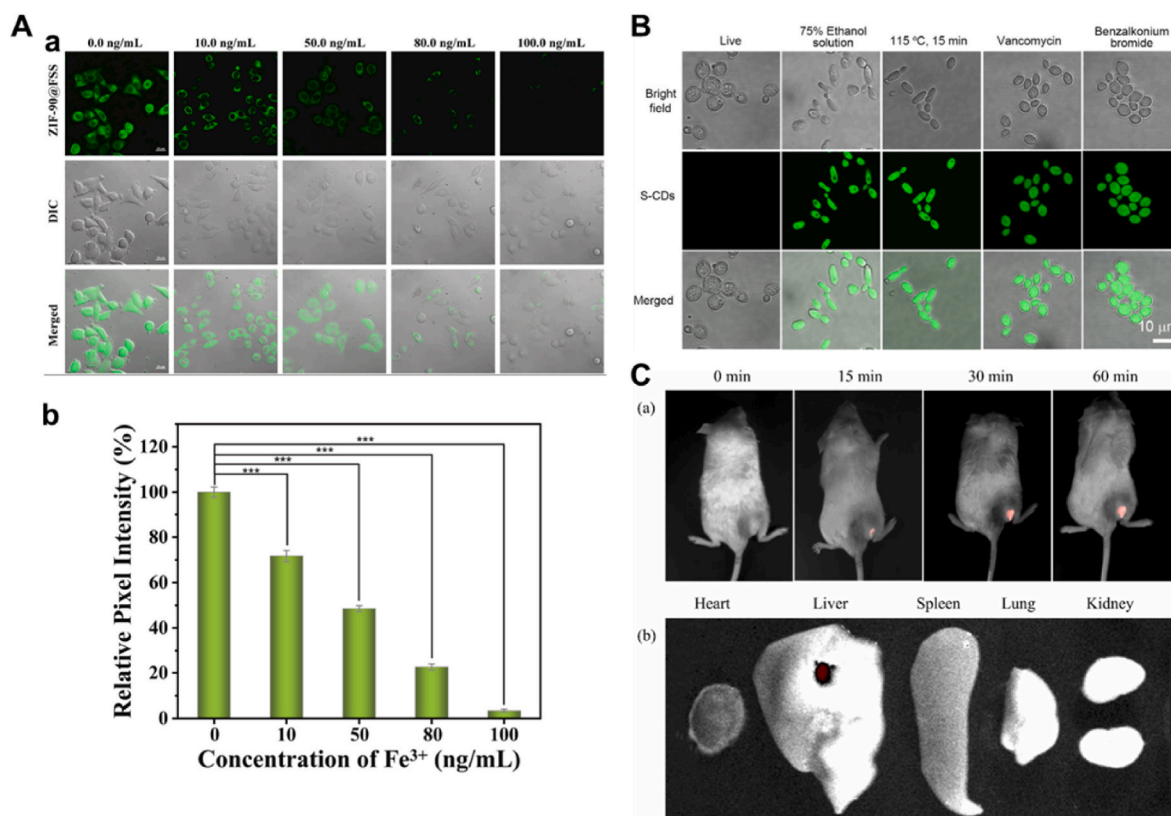 A
a
0.0 ng/mL 10.0 ng/mL 50.0 ng/mL 80.0 ng/mL 100.0 ng/mL
ZIF-90@FSS
DIC
Merged
b
Relative Pixel Intensity (%)
120
100
80
60
40
20
0
*** 
***
***
***
0 10 50 80 100
Concentration of Fe³⁺ (ng/mL)
B
Live
75% Ethanol
solution
115 ºC, 15 min
Vancomycin
Benzalkonium
bromide
Bright
field
S-CDs
Merged
10 μm
C
0 min 15 min 30 min 60 min
(a)
Heart Liver Spleen Lung Kidney
(b)